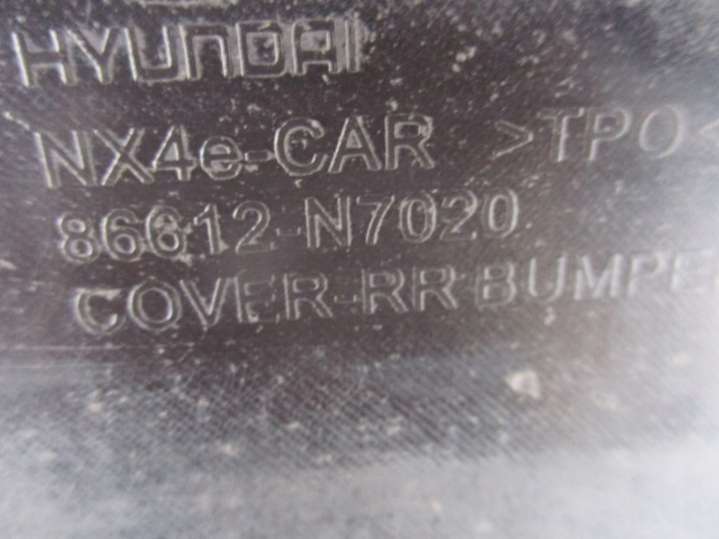 HYUNDAI
NX4e-CAR >TPO<
86612-N7020
COVER-RR BUMPE